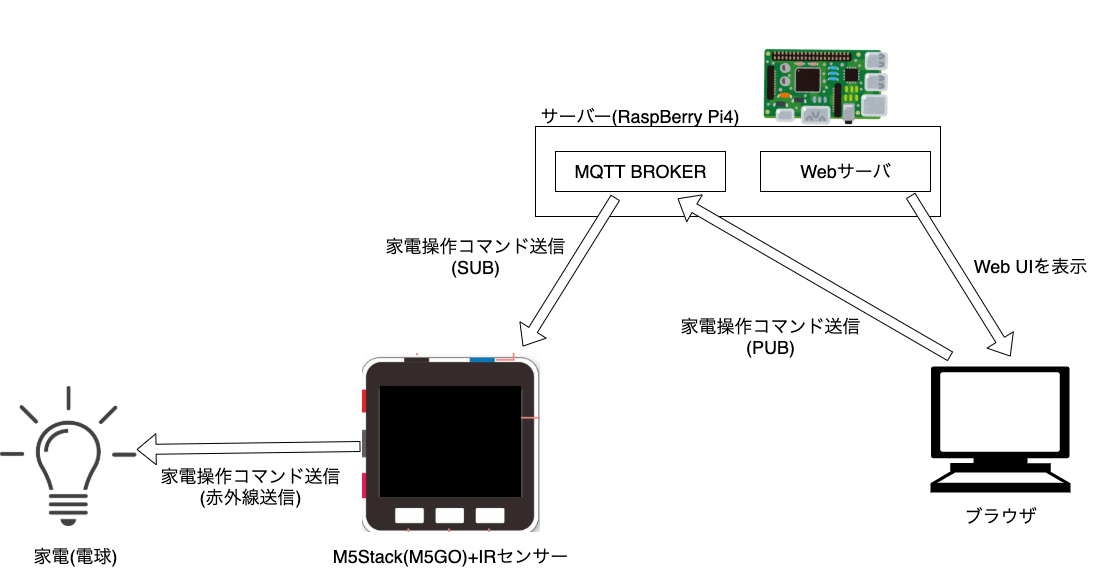 サーバー(RaspBerry Pi4)
MQTT BROKER
Webサーバ
家電操作コマンド送信
(SUB)
Web UIを表示
家電操作コマンド送信
(PUB)
家電操作コマンド送信
(赤外線送信)
ブラウザ
家電(電球)
M5Stack(M5GO)+IRセンサー